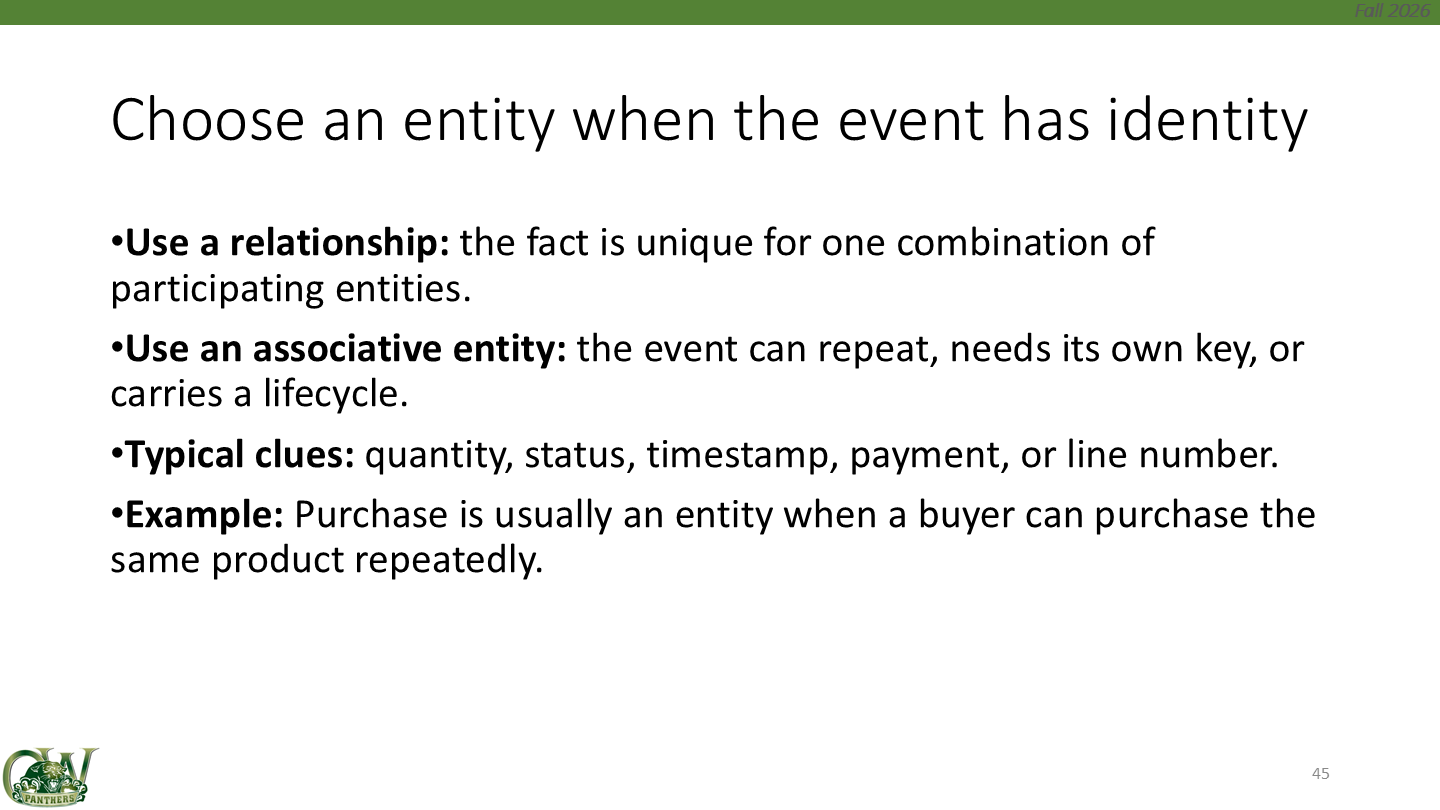 Fall 2026
Choose an entity when the event has identity
•Use a relationship: the fact is unique for one combination of
participating entities.
•Use an associative entity: the event can repeat, needs its own key, or
carries a lifecycle.
•Typical clues: quantity, status, timestamp, payment, or line number.
•Example: Purchase is usually an entity when a buyer can purchase the
same product repeatedly.
OW
PANTHERS
45